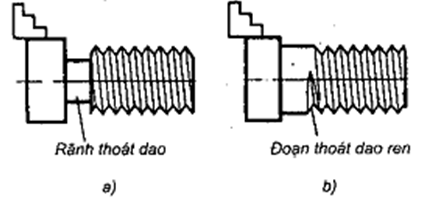 Rãnh thoát dao
Đoạn thoát dao ren
a)
b)